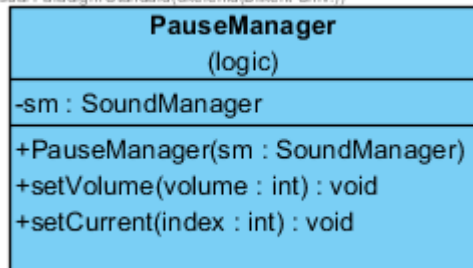 PauseManager
(logic)
-sm : SoundManager
+PauseManager(sm : SoundManager)
+setVolume(volume : int) : void
+setCurrent(index : int) : void